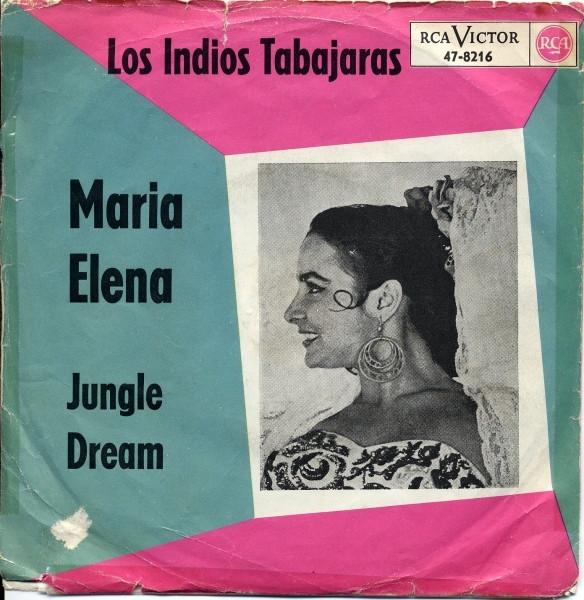 Los Indios Tabajaras
RCA VICTOR
47-8216
RCA
Maria
Elena
Jungle
Dream